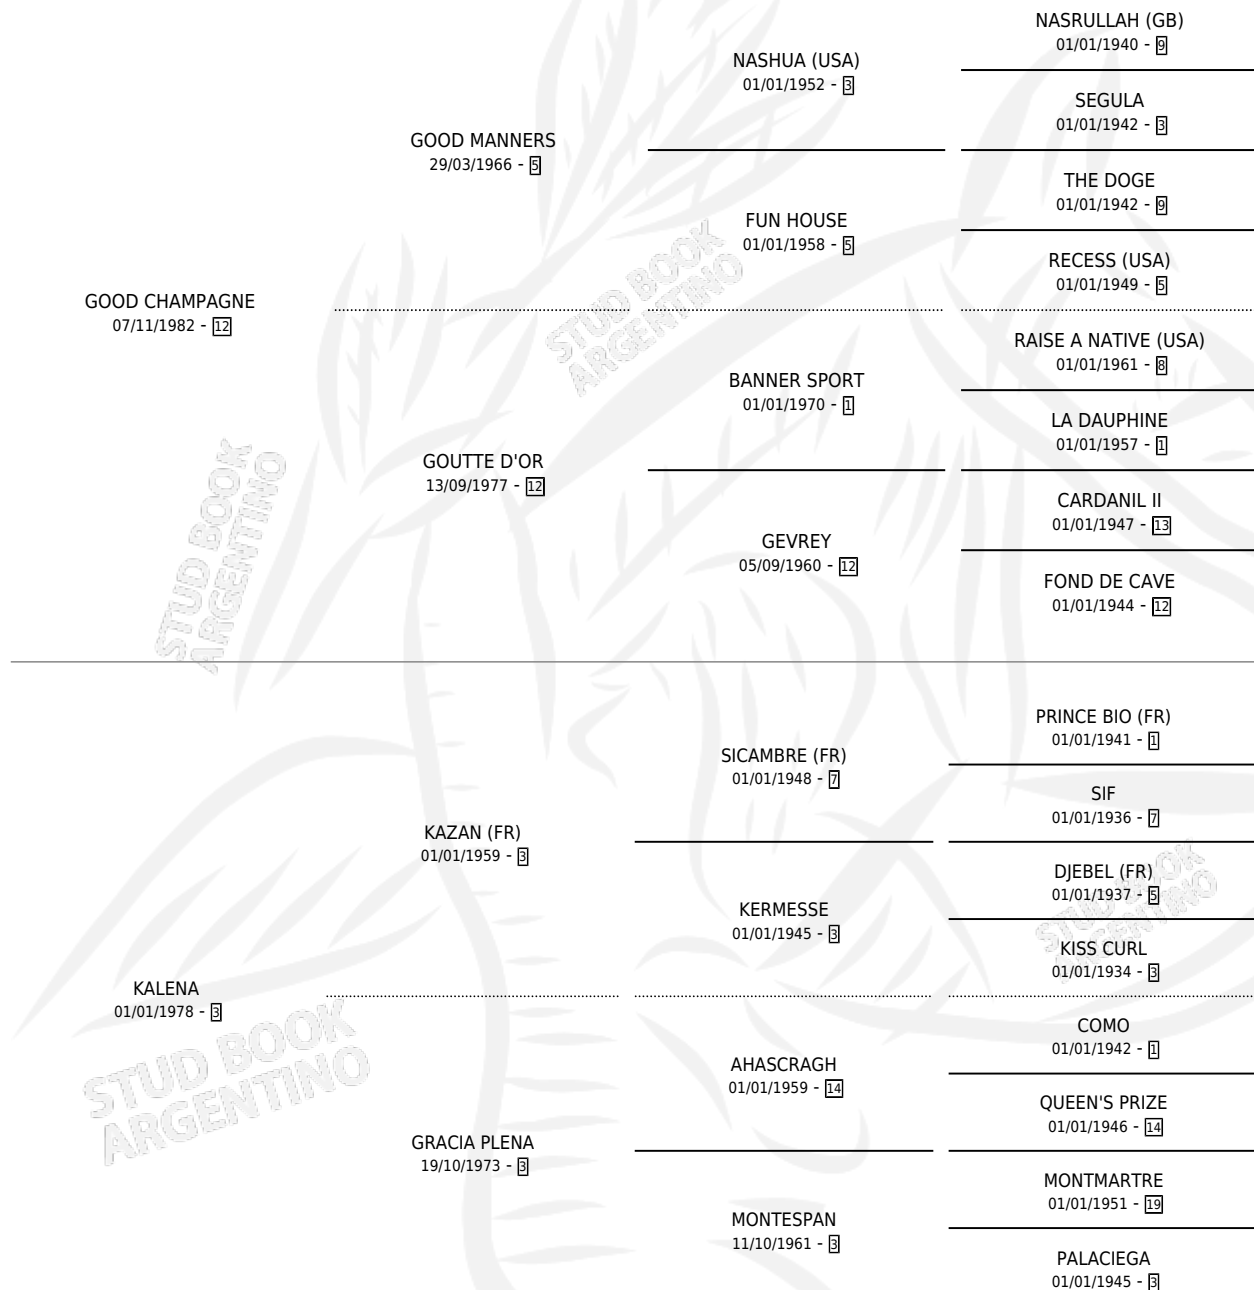 GOOD CHAMPAGNE
07/11/1982 - 12
GOOD MANNERS
29/03/1966 - 5
NASHUA (USA)
01/01/1952 - 3
NASRULLAH (GB)
01/01/1940 - 9
SEGULA
01/01/1942 - 3
FUN HOUSE
01/01/1958 - 5
THE DOGE
01/01/1942 - 9
RECESS (USA)
01/01/1949 - 5
GOUTTE D'OR
13/09/1977 - 12
BANNER SPORT
01/01/1970 - 1
RAISE A NATIVE (USA)
01/01/1961 - 8
LA DAUPHINE
01/01/1957 - 1
GEVREY
05/09/1960 - 12
CARDANIL II
01/01/1947 - 13
FOND DE CAVE
01/01/1944 - 12
KALENA
01/01/1978 - 3
KAZAN (FR)
01/01/1959 - 3
SICAMBRE (FR)
01/01/1948 - 7
PRINCE BIO (FR)
01/01/1941 - 1
SIF
01/01/1936 - 7
KERMESSE
01/01/1945 - 3
DJEBEL (FR)
01/01/1937 - 5
KISS CURL
01/01/1934 - 3
GRACIA PLENA
19/10/1973 - 3
AHASCRAGH
01/01/1959 - 14
COMO
01/01/1942 - 1
QUEEN'S PRIZE
01/01/1946 - 14
MONTESPAN
11/10/1961 - 3
MONTMARTRE
01/01/1951 - 19
PALACIEGA
01/01/1945 - 3
STUD BOOK
ARGENTINO
STUD BOOK
ARGENTINO
STUD BOOK
ARGENTINO
STUD BOOK
ARGENTINO